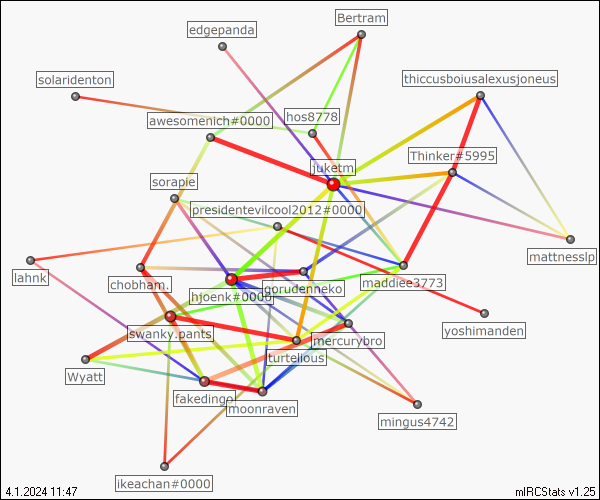 Bertram
edgepanda
solaridenton
thiccusboiusalexusjoneus
hos8778
awesomenich#0000
Thinker#5995
juketm
sorapie
presidentevilcool2012#0000
mattnesslp
lahnk
chobham.
maddiee3773
gorudenneko
hjoenk#0000
yoshimanden
swanky.pants
mercurybro
turtelious
Wyatt
fakedingo
moonraven
mingus4742
ikeachan#0000
4.1.2024 11:47
mIRCStats v1.25